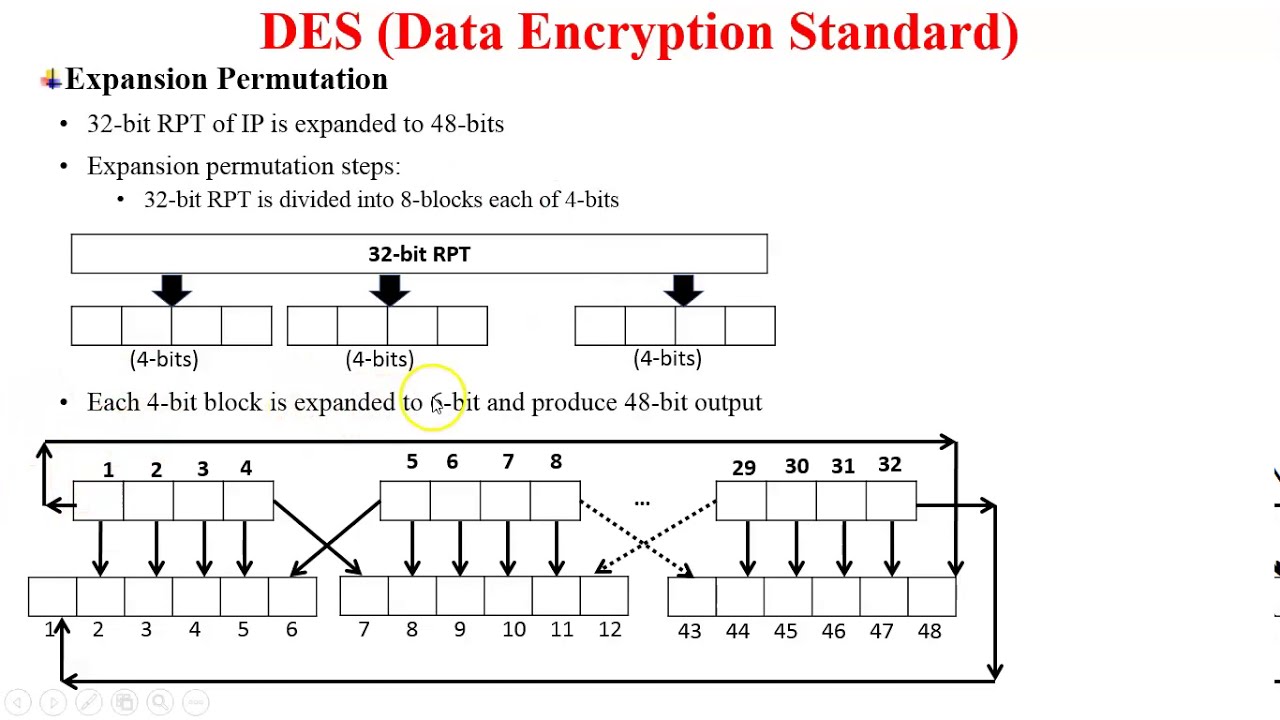 DES (Data Encryption Standard)
Expansion Permutation
• 32-bit RPT of IP is expanded to 48-bits
• Expansion permutation steps:
• 32-bit RPT is divided into 8-blocks each of 4-bits
32-bit RPT
(4-bits) (4-bits) (4-bits)
• Each 4-bit block is expanded to 6-bit and produce 48-bit output
1 2 3 4 5 6 7 8 29 30 31 32
...
1 2 3 4 5 6 7 8 9 10 11 12 43 44 45 46 47 48